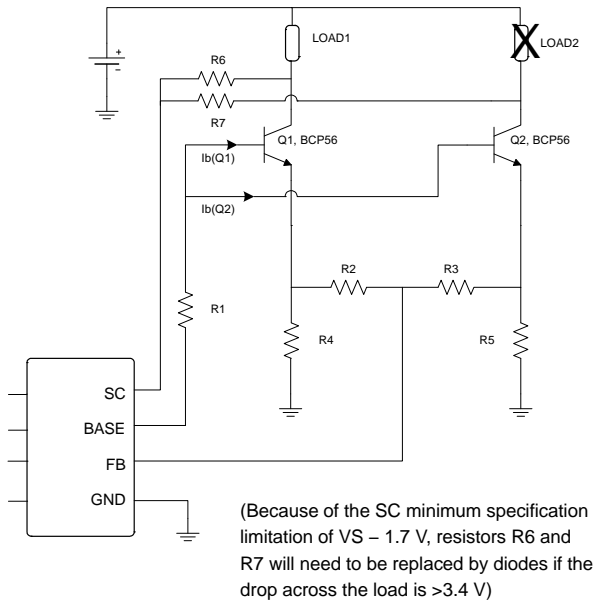 +
−
LOAD1
LOAD2
R6
R7
Q1, BCP56
Q2, BCP56
Ib(Q1)
Ib(Q2)
R2
R3
R1
R4
R5
SC
BASE
FB
GND
(Because of the SC minimum specification
limitation of VS – 1.7 V, resistors R6 and
R7 will need to be replaced by diodes if the
drop across the load is >3.4 V)